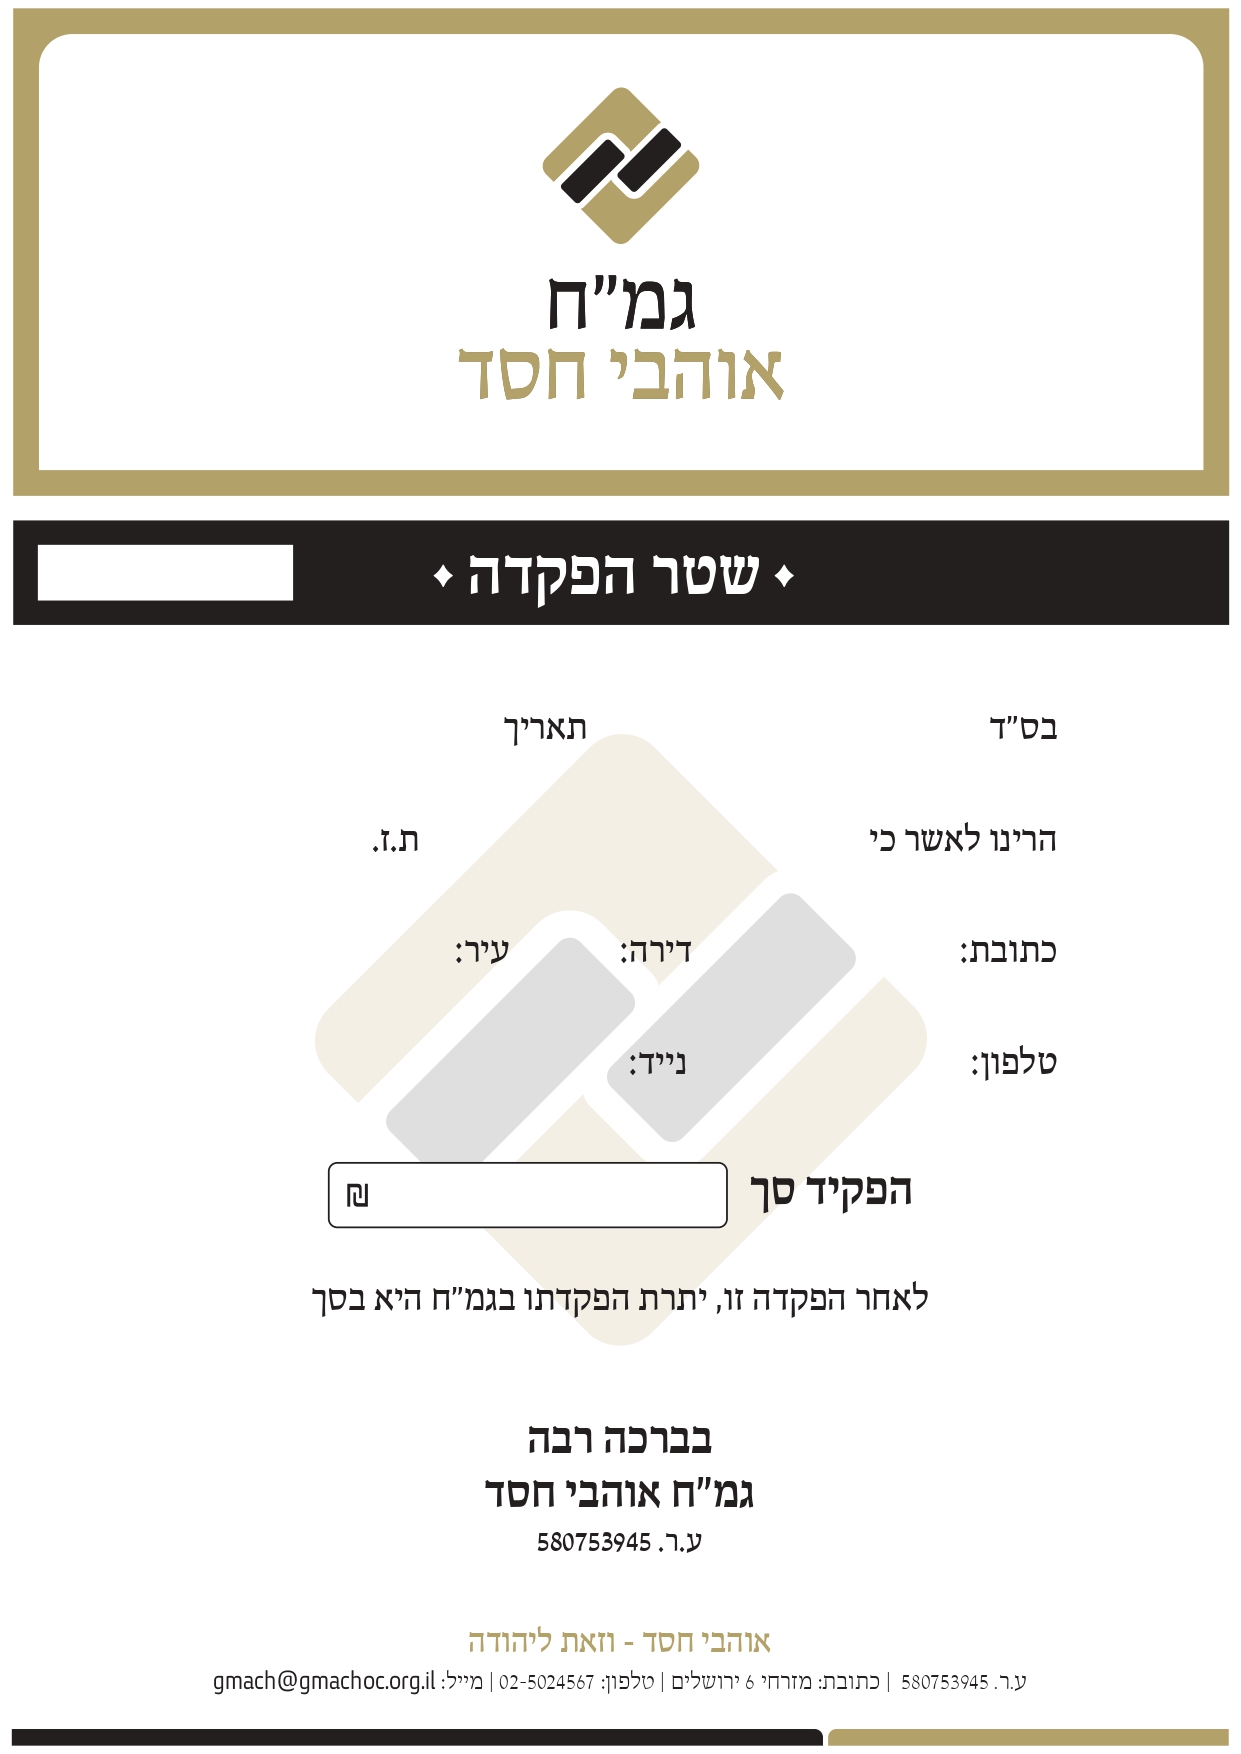 גמ"ח
אוהבי חסד
שטר הפקדה
בס"ד תאריך
הרינו לאשר כי ת.ז.
כתובת: דירה: עיר:
טלפון: נייד:
הפקיד סך ₪
לאחר הפקדה זו, יתרת הפקדתו בגמ"ח היא בסך
בברכה רבה
גמ"ח אוהבי חסד
ע.ר. 580753945
אוהבי חסד - וזאת ליהודה
ע.ר. 580753945 | כתובת: מזרחי 6 ירושלים | טלפון: 02-5024567 | מייל: gmach@gmachoc.org.il